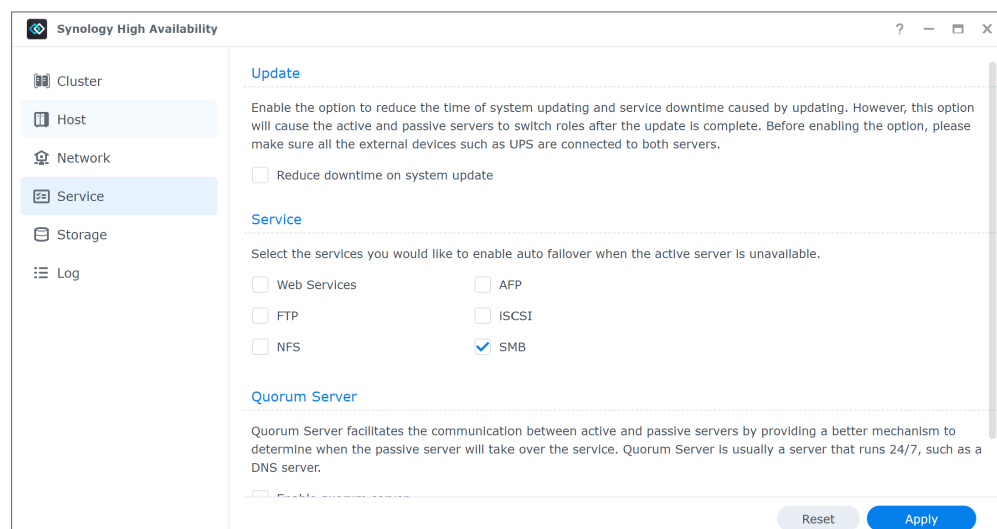 Synology High Availability
Cluster
Host
Network
Service
Storage
Log
Update
Enable the option to reduce the time of system updating and service downtime caused by updating. However, this option
will cause the active and passive servers to switch roles after the update is complete. Before enabling the option, please
make sure all the external devices such as UPS are connected to both servers.
Reduce downtime on system update
Service
Select the services you would like to enable auto failover when the active server is unavailable.
Web Services
AFP
FTP
iSCSI
NFS
SMB
Quorum Server
Quorum Server facilitates the communication between active and passive servers by providing a better mechanism to
determine when the passive server will take over the service. Quorum Server is usually a server that runs 24/7, such as a
DNS server.
Enable quorum server
Reset
Apply